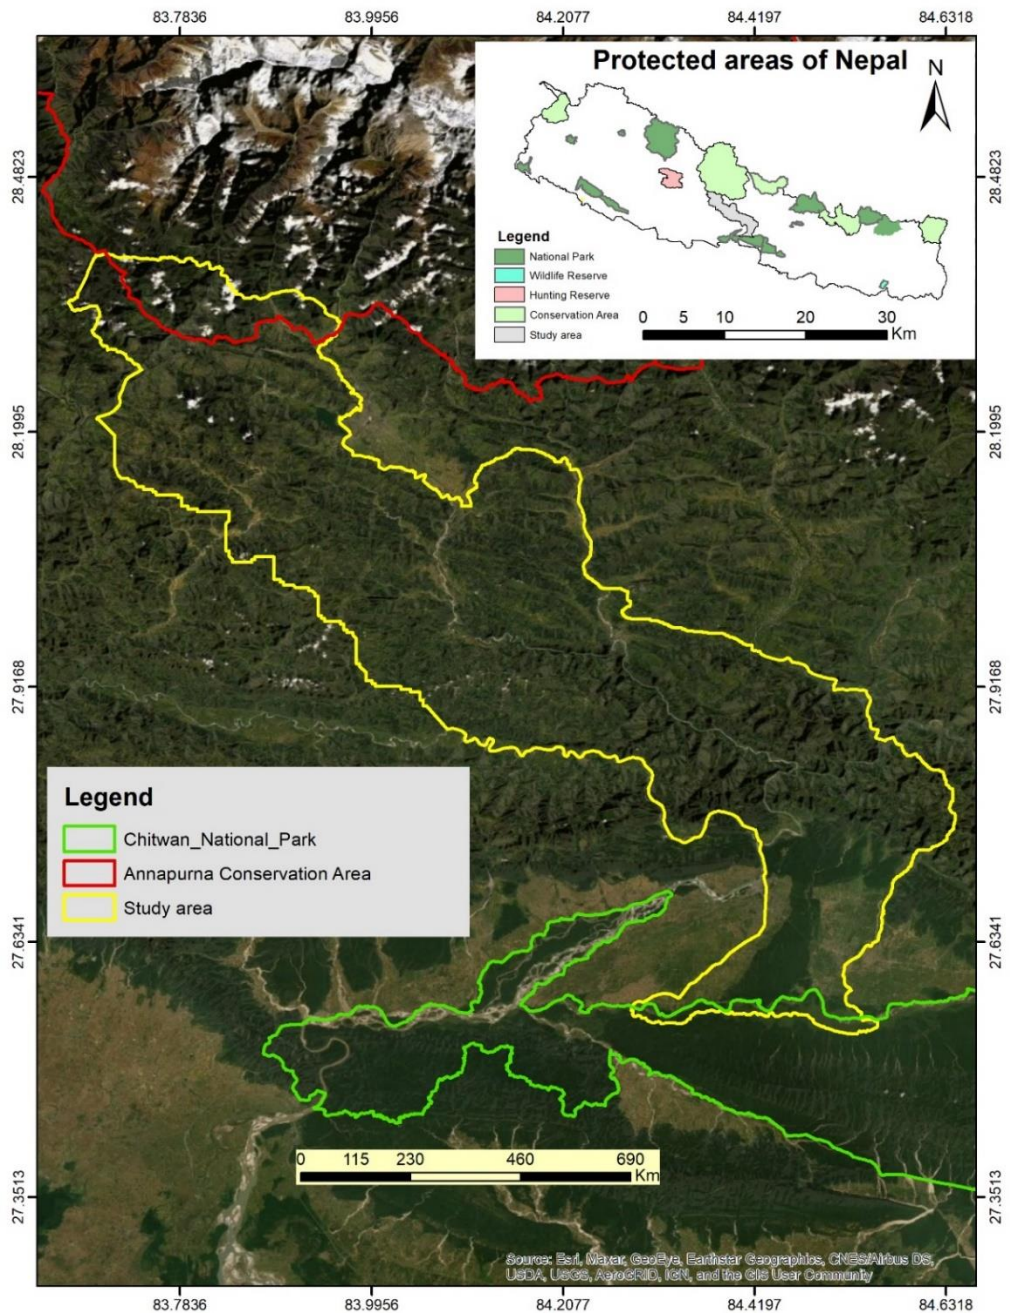 83.7836 83.9956 84.2077 84.4197 84.6318
Protected areas of Nepal
N
Legend
National Park
Wildlife Reserve
Hunting Reserve
Conservation Area
Study area
0 5 10 20 30
Km
28.4823 28.4823
28.1995 28.1995
27.9168 27.9168
Legend
Chitwan_National_Park
Annapurna Conservation Area
Study area
27.6341 27.6341
0 115 230 460 690
Km
27.3513 27.3513
Source: Esri, Maxar, GeoEye, Earthstar Geographics, CNES/Airbus DS,
USDA, USGS, AeroGRID, IGN, and the GIS User Community
83.7836 83.9956 84.2077 84.4197 84.6318